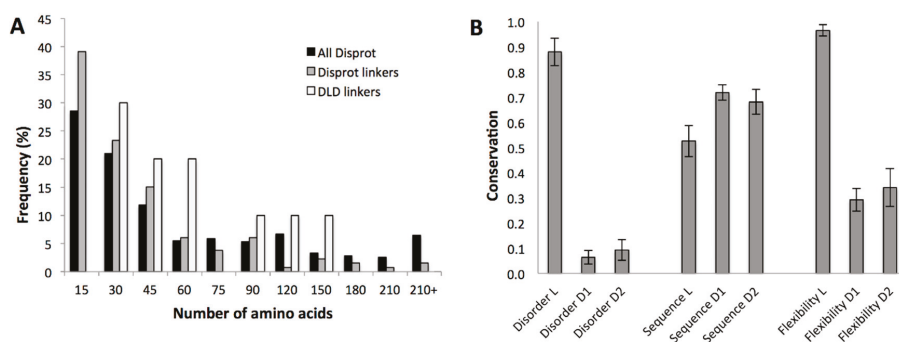 A
45
40
35
30
25
20
15
10
5
0
Frequency (%)
All Disprot
Disprot linkers
DLD linkers
15 30 45 60 75 90 120 150 180 210 210+
Number of amino acids
B
1.0
0.9
0.8
0.7
0.6
0.5
0.4
0.3
0.2
0.1
0.0
Conservation
Disorder L
Disorder D1
Disorder D2
Sequence L
Sequence D1
Sequence D2
Flexibility L
Flexibility D1
Flexibility D2